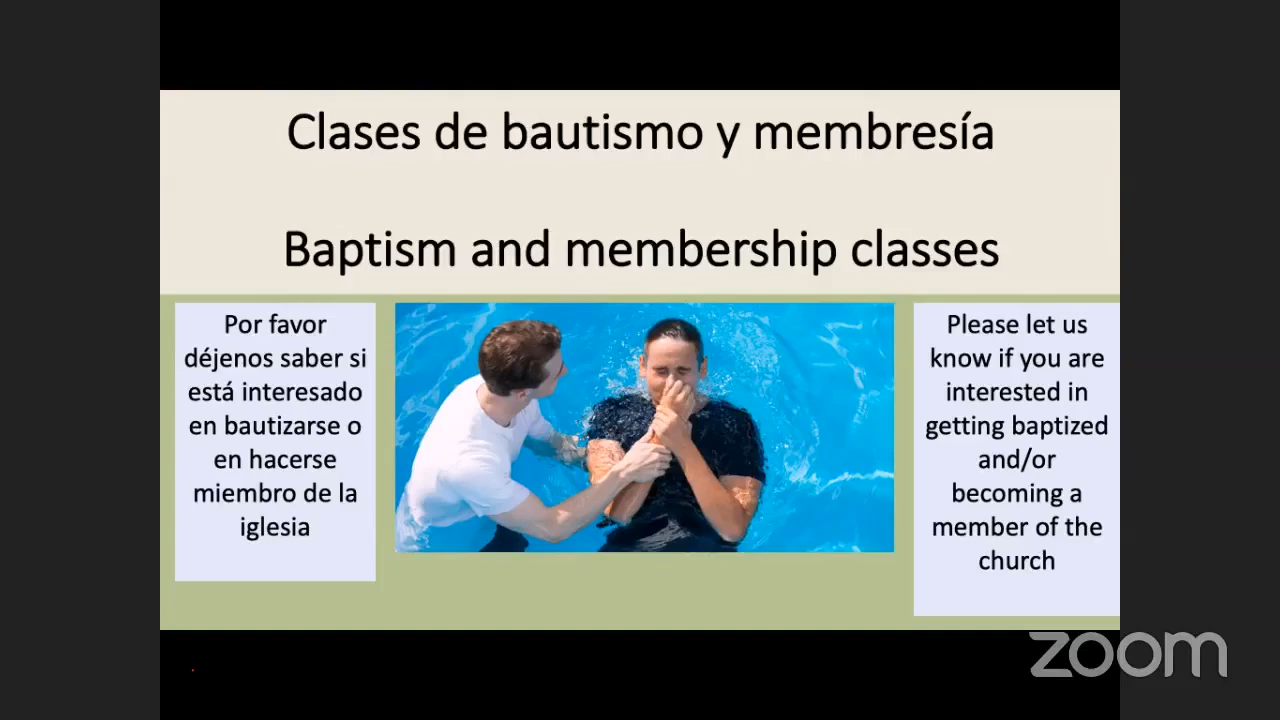 Clases de bautismo y membresía
Baptism and membership classes
Por favor
déjenos saber si
está interesado
en bautizarse o
en hacerse
miembro de la
iglesia
Please let us
know if you are
interested in
getting baptized
and/or
becoming a
member of the
church
zoom